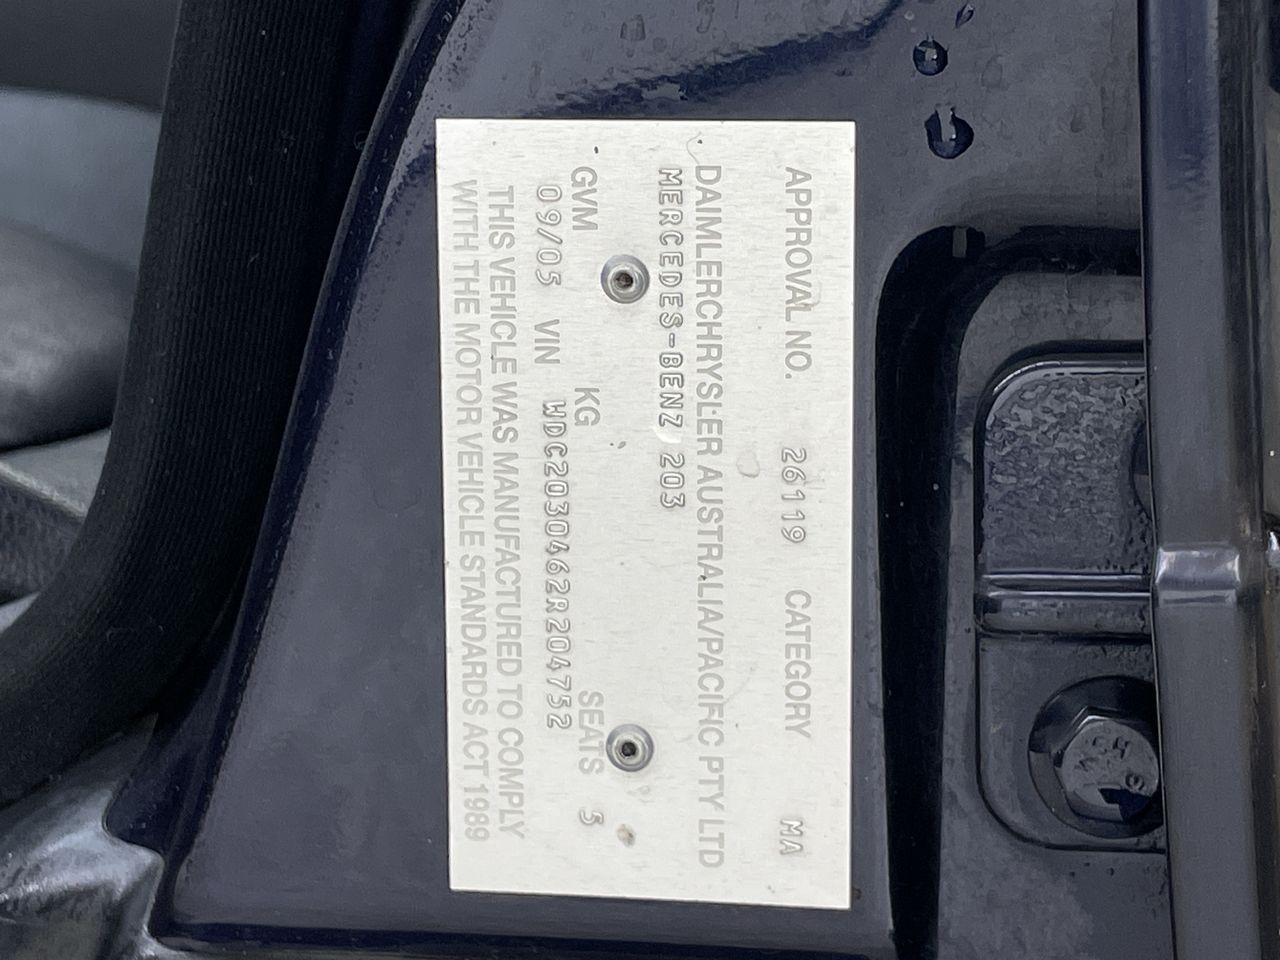 APPROVAL NO. 26119 CATEGORY MA
DAIMLERCHRYSLER AUSTRALIA/PACIFIC PTY LTD
MERCEDES-BENZ 203
GVM KG SEATS 5
09/05 VIN WDC2030462R204752
THIS VEHICLE WAS MANUFACTURED TO COMPLY
WITH THE MOTOR VEHICLE STANDARDS ACT 1989